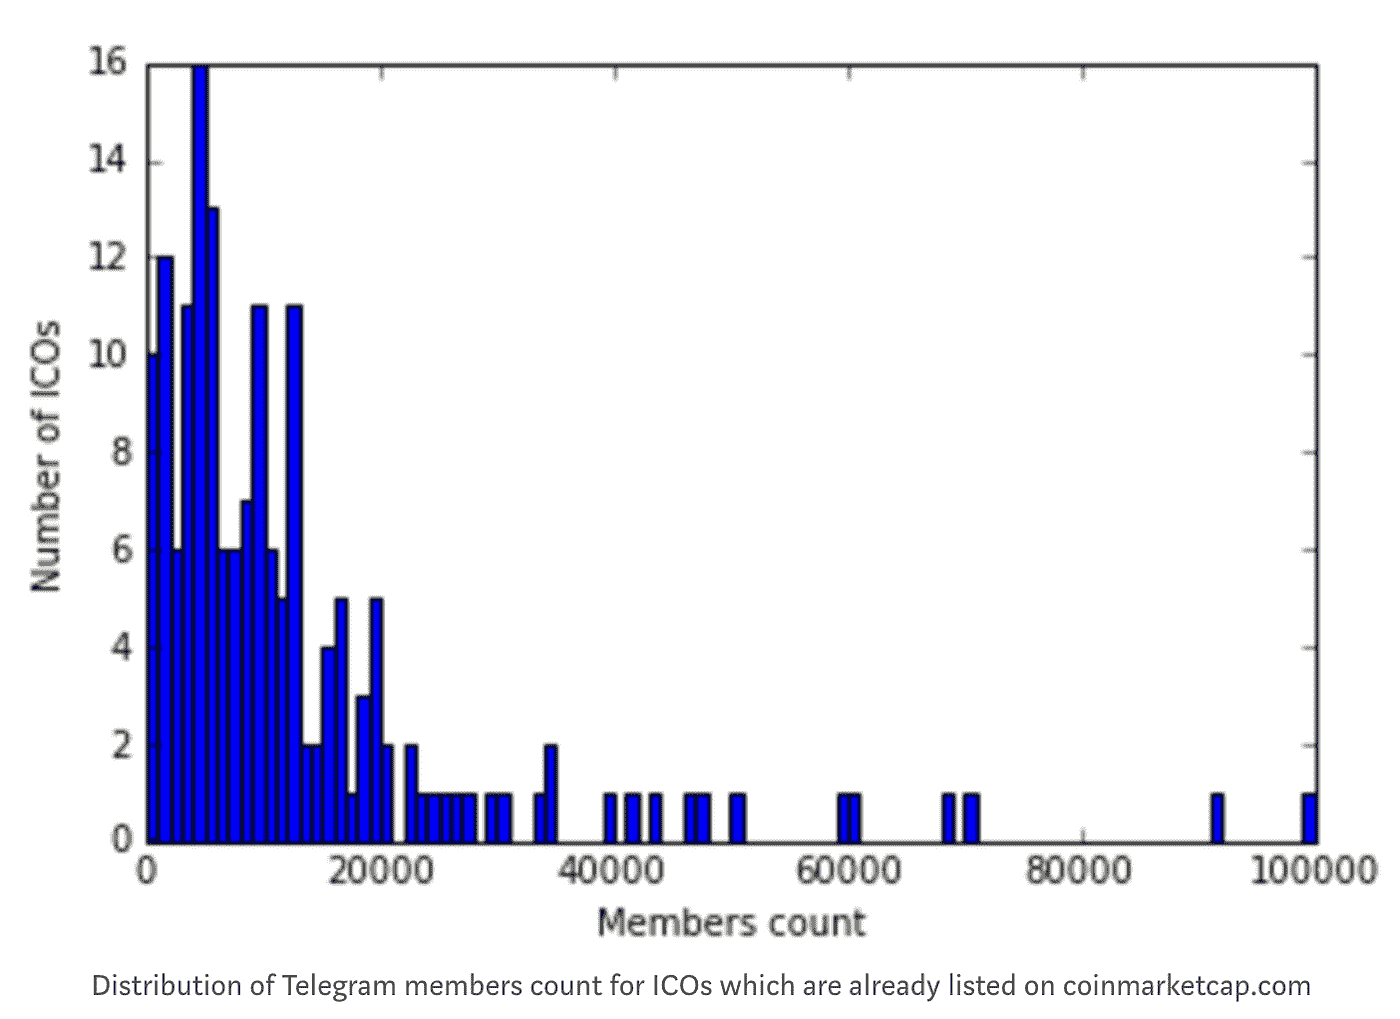 16
14
12
10
8
6
4
2
0
Number of ICOs
0 20000 40000 60000 80000 100000
Members count
Distribution of Telegram members count for ICOs which are already listed on coinmarketcap.com